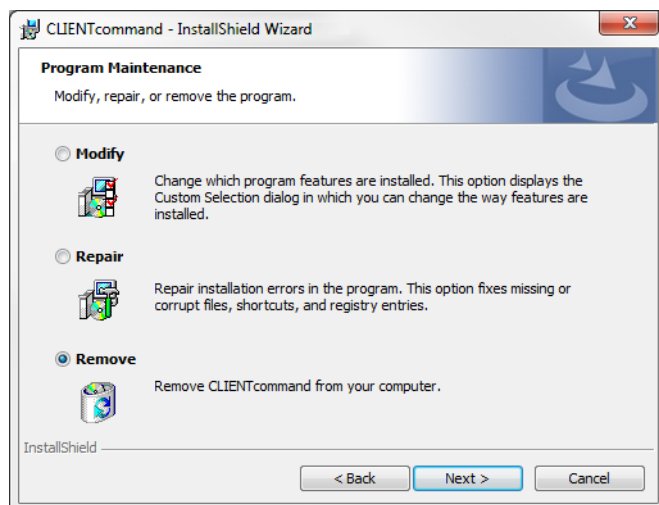 CLIENTcommand - InstallShield Wizard
Program Maintenance
Modify, repair, or remove the program.
Modify
Change which program features are installed. This option displays the
Custom Selection dialog in which you can change the way features are
installed.
Repair
Repair installation errors in the program. This option fixes missing or
corrupt files, shortcuts, and registry entries.
Remove
Remove CLIENTcommand from your computer.
InstallShield
< Back Next > Cancel